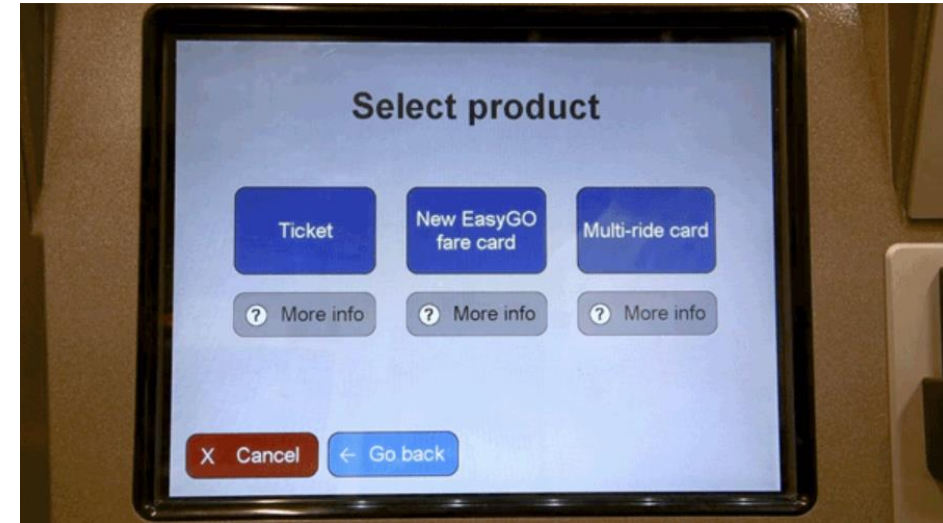 Select product
Ticket
New EasyGO
fare card
Multi-ride card
? More info
? More info
? More info
X Cancel
← Go back